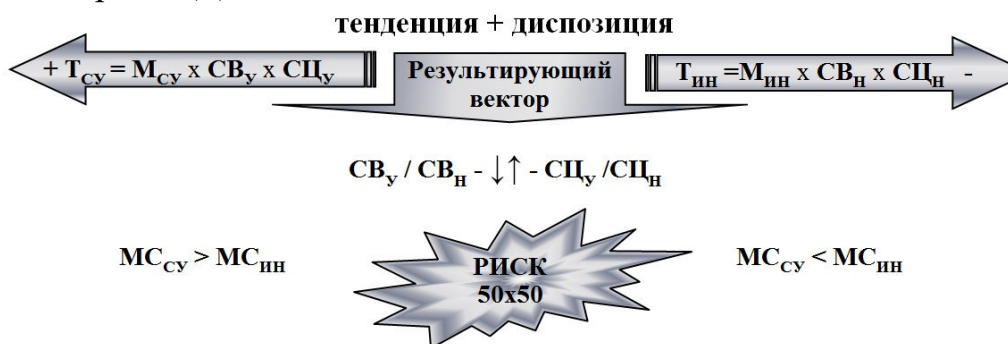 тенденция + диспозиция
+ Т_СУ = М_СУ х СВ_У х СЦ_У
Результирующий
вектор
Т_ИН =М_ИН х СВ_Н х СЦ_Н -
СВ_У / СВ_Н - ↓↑ - СЦ_У /СЦ_Н
МС_СУ > МС_ИН
РИСК
50х50
МС_СУ < МС_ИН